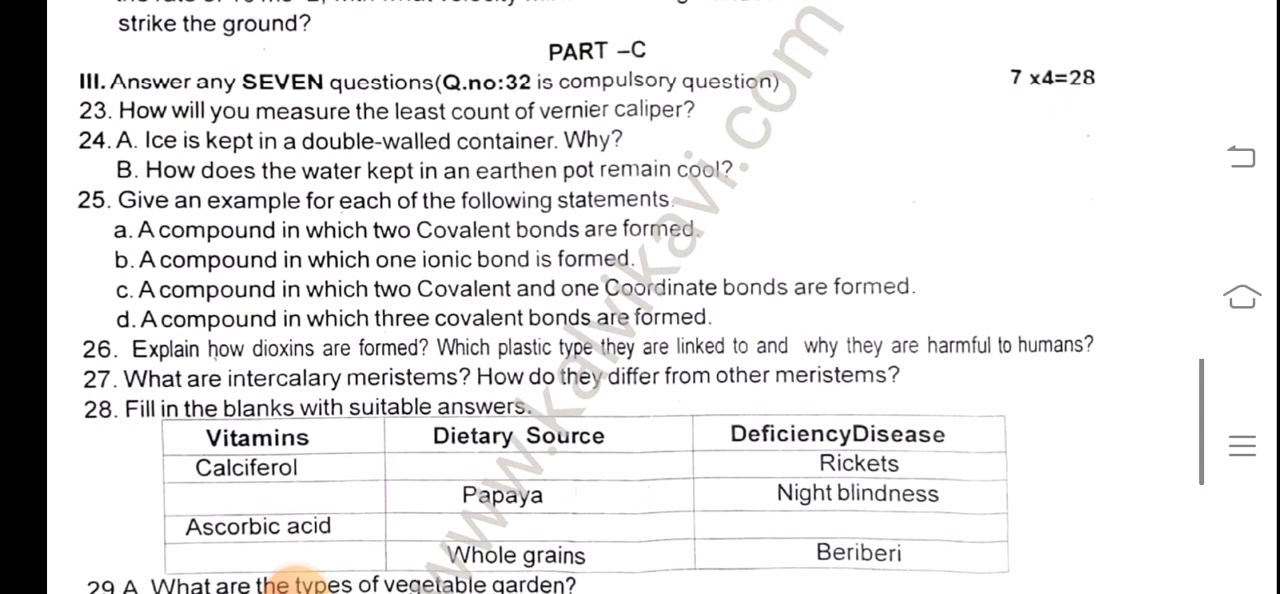 strike the ground?
PART –C
III. Answer any SEVEN questions(Q.no:32 is compulsory question) 7 x4=28
23. How will you measure the least count of vernier caliper?
24. A. Ice is kept in a double-walled container. Why?
B. How does the water kept in an earthen pot remain cool?
25. Give an example for each of the following statements.
a. A compound in which two Covalent bonds are formed.
b. A compound in which one ionic bond is formed.
c. A compound in which two Covalent and one Coordinate bonds are formed.
d. A compound in which three covalent bonds are formed.
26. Explain how dioxins are formed? Which plastic type they are linked to and why they are harmful to humans?
27. What are intercalary meristems? How do they differ from other meristems?
28. Fill in the blanks with suitable answers.
Vitamins Dietary Source DeficiencyDisease
Calciferol Rickets
Papaya Night blindness
Ascorbic acid
Whole grains Beriberi
29 A. What are the types of vegetable garden?
www.kalvikavi.com